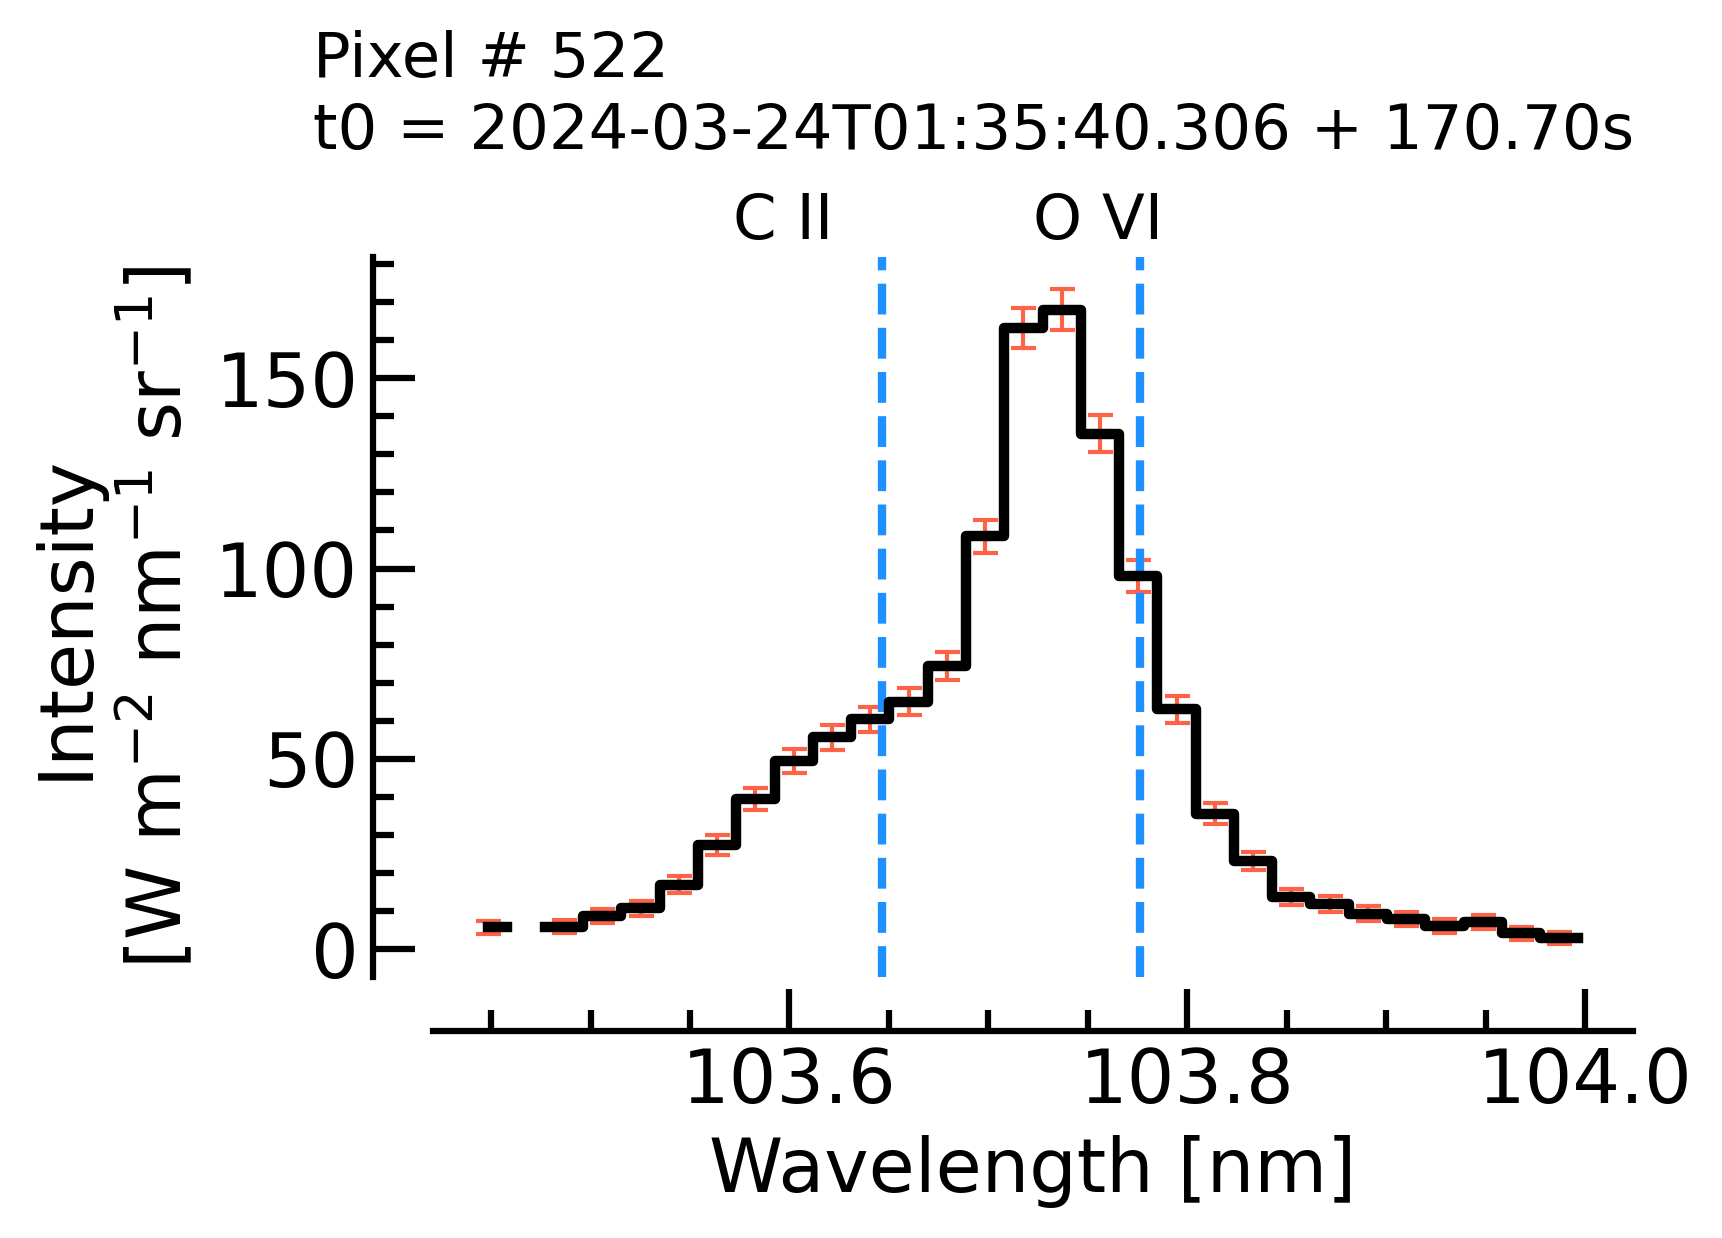 Pixel # 522
t0 = 2024-03-24T01:35:40.306 + 170.70s
C II
O VI
Intensity
[W m⁻² nm⁻¹ sr⁻¹]
150
100
50
0
103.6
103.8
104.0
Wavelength [nm]